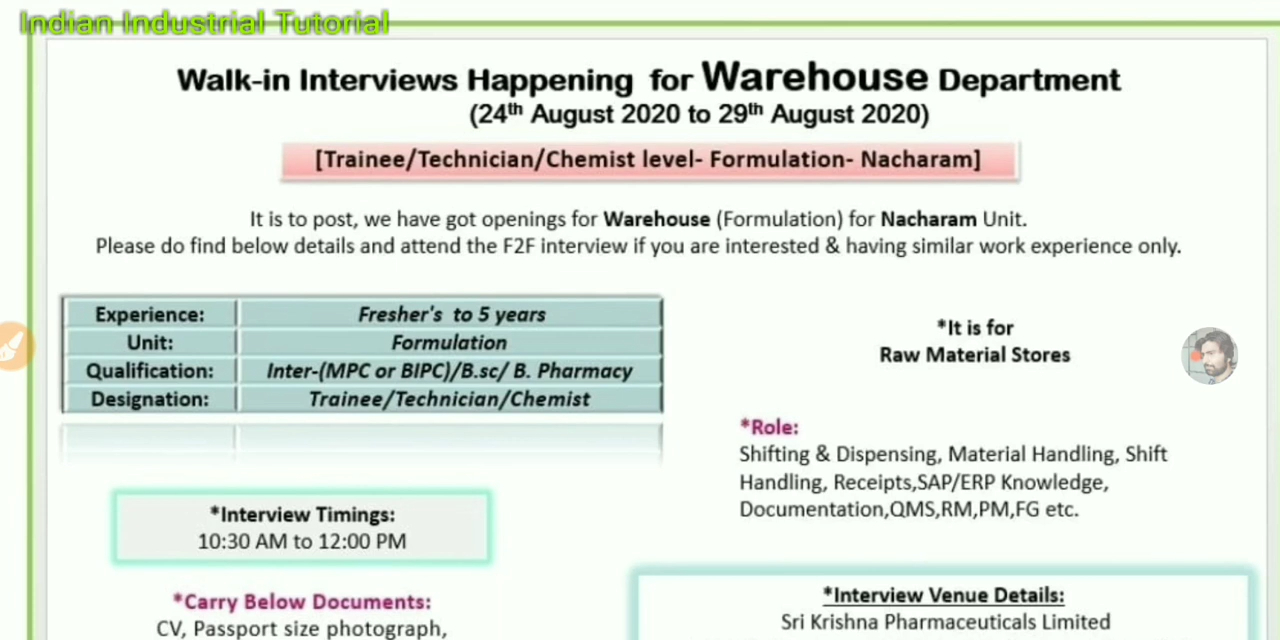 Indian Industrial Tutorial
Walk-in Interviews Happening for Warehouse Department
(24th August 2020 to 29th August 2020)
[Trainee/Technician/Chemist level- Formulation- Nacharam]
It is to post, we have got openings for Warehouse (Formulation) for Nacharam Unit.
Please do find below details and attend the F2F interview if you are interested & having similar work experience only.
Experience: Fresher's to 5 years
Unit: Formulation
Qualification: Inter-(MPC or BIPC)/B.sc/ B. Pharmacy
Designation: Trainee/Technician/Chemist
*It is for
Raw Material Stores
*Role:
Shifting & Dispensing, Material Handling, Shift
Handling, Receipts,SAP/ERP Knowledge,
Documentation,QMS,RM,PM,FG etc.
*Interview Timings:
10:30 AM to 12:00 PM
*Carry Below Documents:
CV, Passport size photograph,
*Interview Venue Details:
Sri Krishna Pharmaceuticals Limited